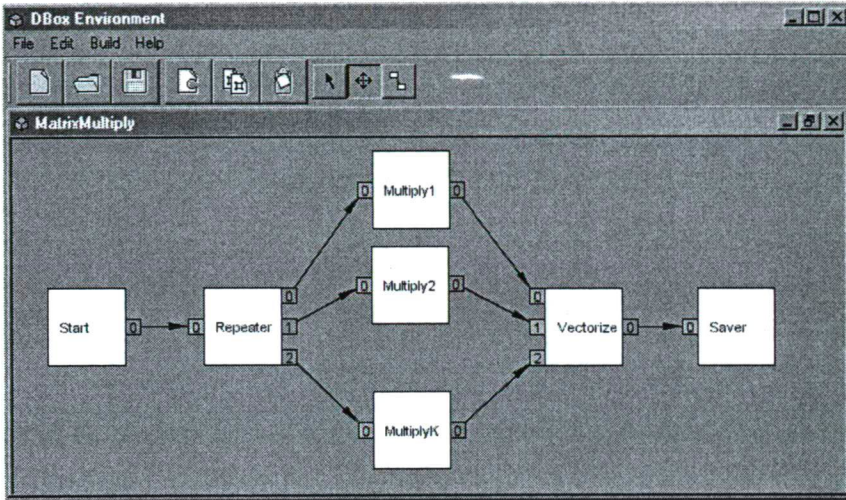 DBox Environment
File Edit Build Help
MatrixMultiply
0 Multiply1 0
0 Multiply2 0
Start 0
0 Repeater 0 1 2
0 1 2 Vectorize 0
0 Saver
0 MultiplyK 0